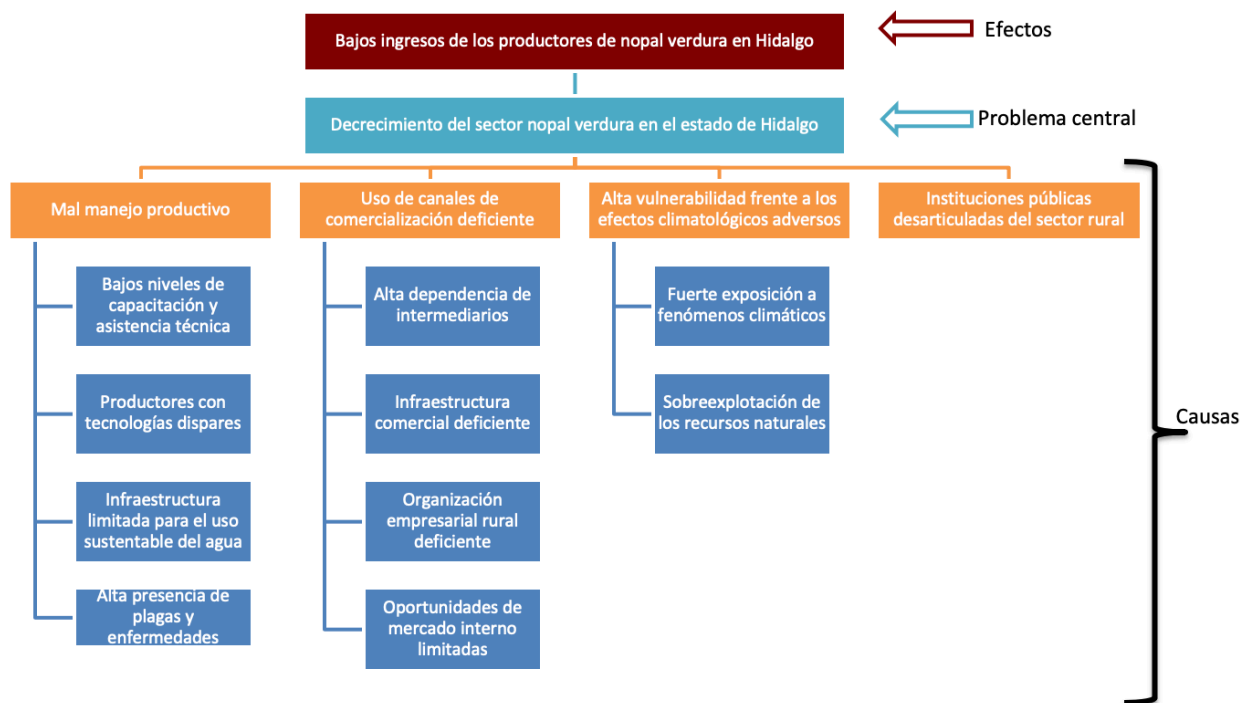 Bajos ingresos de los productores de nopal verdura en Hidalgo
Efectos
Decrecimiento del sector nopal verdura en el estado de Hidalgo
Problema central
Mal manejo productivo
Uso de canales de
comercialización deficiente
Alta vulnerabilidad frente a los
efectos climatológicos adversos
Instituciones públicas
desarticuladas del sector rural
Bajos niveles de
capacitación y
asistencia técnica
Productores con
tecnologías dispares
Infraestructura
limitada para el uso
sustentable del agua
Alta presencia de
plagas y
enfermedades
Alta dependencia de
intermediarios
Infraestructura
comercial deficiente
Organización
empresarial rural
deficiente
Oportunidades de
mercado interno
limitadas
Fuerte exposición a
fenómenos climáticos
Sobreexplotación de
los recursos naturales
Causas